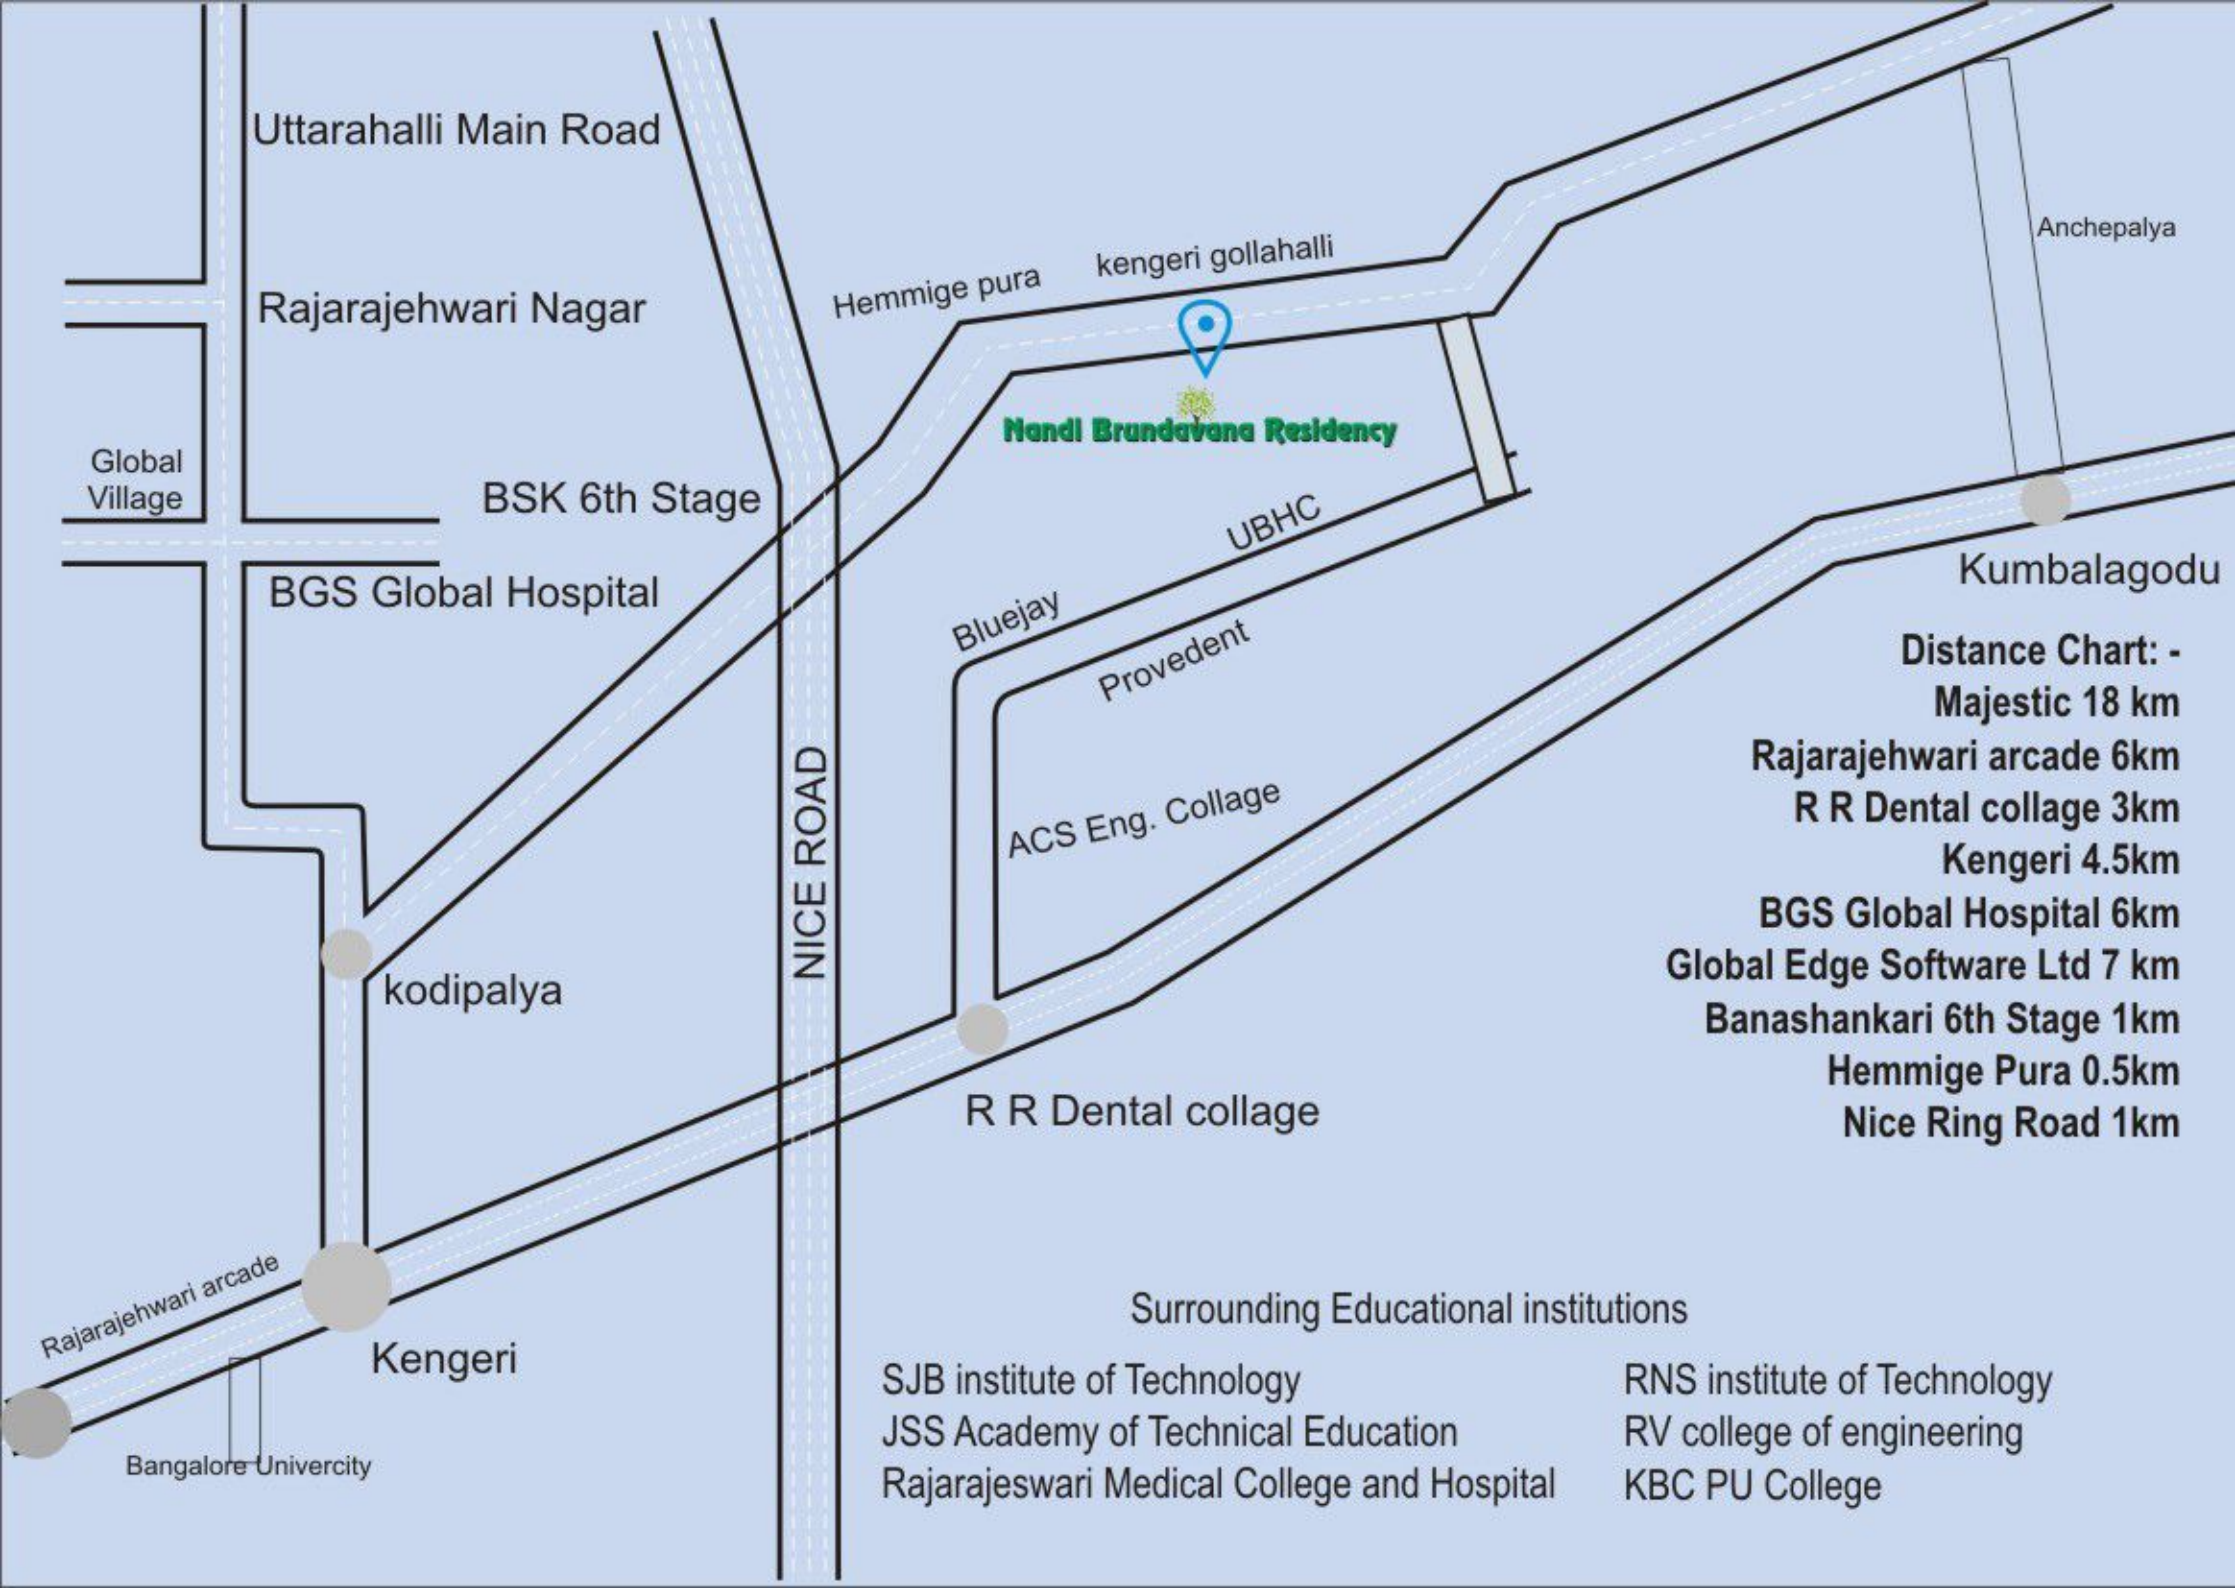 Uttarahalli Main Road
Rajarajehwari Nagar
Global
Village
BSK 6th Stage
BGS Global Hospital
Hemmige pura
kengeri gollahalli
Nandi Brundavana Residency
Anchepalya
UBHC
Bluejay
Provedent
Kumbalagodu
NICE ROAD
ACS Eng. Collage
kodipalya
R R Dental collage
Rajarajehwari arcade
Kengeri
Bangalore Univercity
Distance Chart: -
Majestic 18 km
Rajarajehwari arcade 6km
R R Dental collage 3km
Kengeri 4.5km
BGS Global Hospital 6km
Global Edge Software Ltd 7 km
Banashankari 6th Stage 1km
Hemmige Pura 0.5km
Nice Ring Road 1km
Surrounding Educational institutions
SJB institute of Technology
JSS Academy of Technical Education
Rajarajeswari Medical College and Hospital
RNS institute of Technology
RV college of engineering
KBC PU College